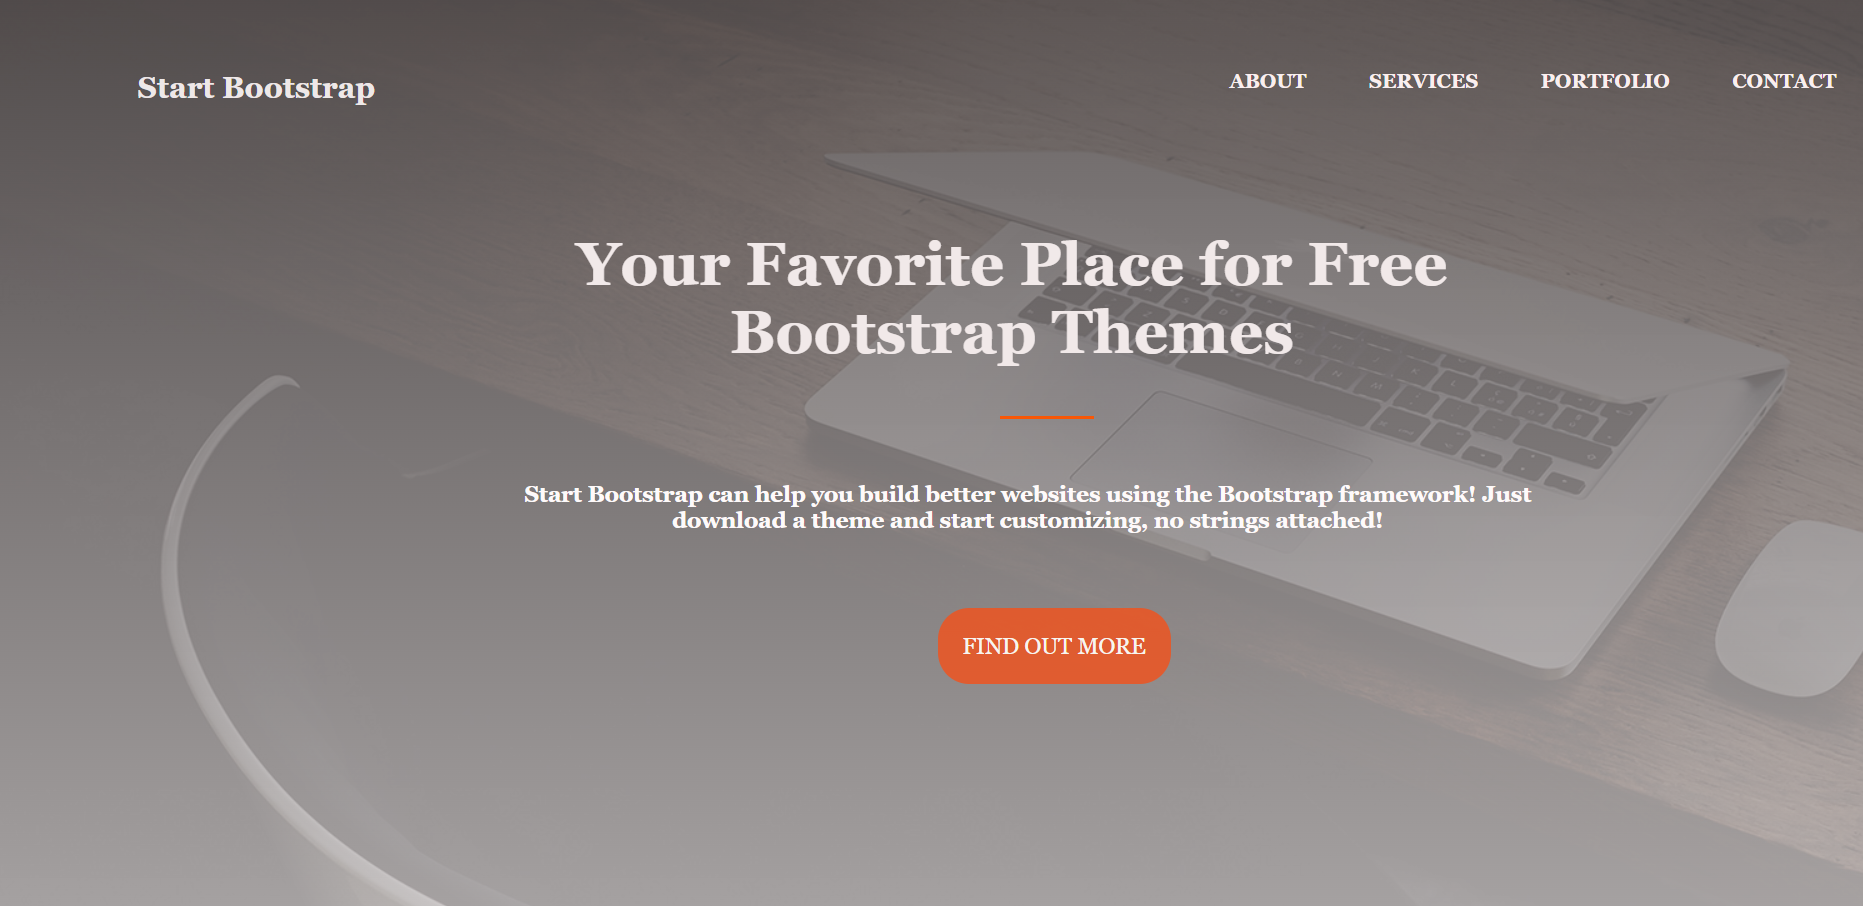 Start Bootstrap
ABOUT SERVICES PORTFOLIO CONTACT
Your Favorite Place for Free
Bootstrap Themes
Start Bootstrap can help you build better websites using the Bootstrap framework! Just
download a theme and start customizing, no strings attached!
FIND OUT MORE